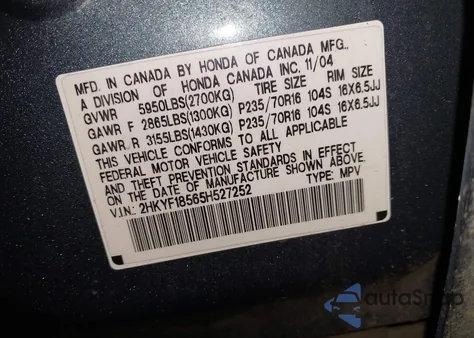 MFD. IN CANADA BY HONDA OF CANADA MFG.,
A DIVISION OF HONDA CANADA INC. 11/04
GVWR 5950LBS(2700KG) TIRE SIZE RIM SIZE
GAWR F 2865LBS(1300KG) P235/70R16 104S 16X6.5JJ
GAWR R 3155LBS(1430KG) P235/70R16 104S 16X6.5JJ
THIS VEHICLE CONFORMS TO ALL APPLICABLE
FEDERAL MOTOR VEHICLE SAFETY
AND THEFT PREVENTION STANDARDS IN EFFECT
ON THE DATE OF MANUFACTURE SHOWN ABOVE.
V.I.N: 2HKYF18565H527252 TYPE: MPV
autaSnap